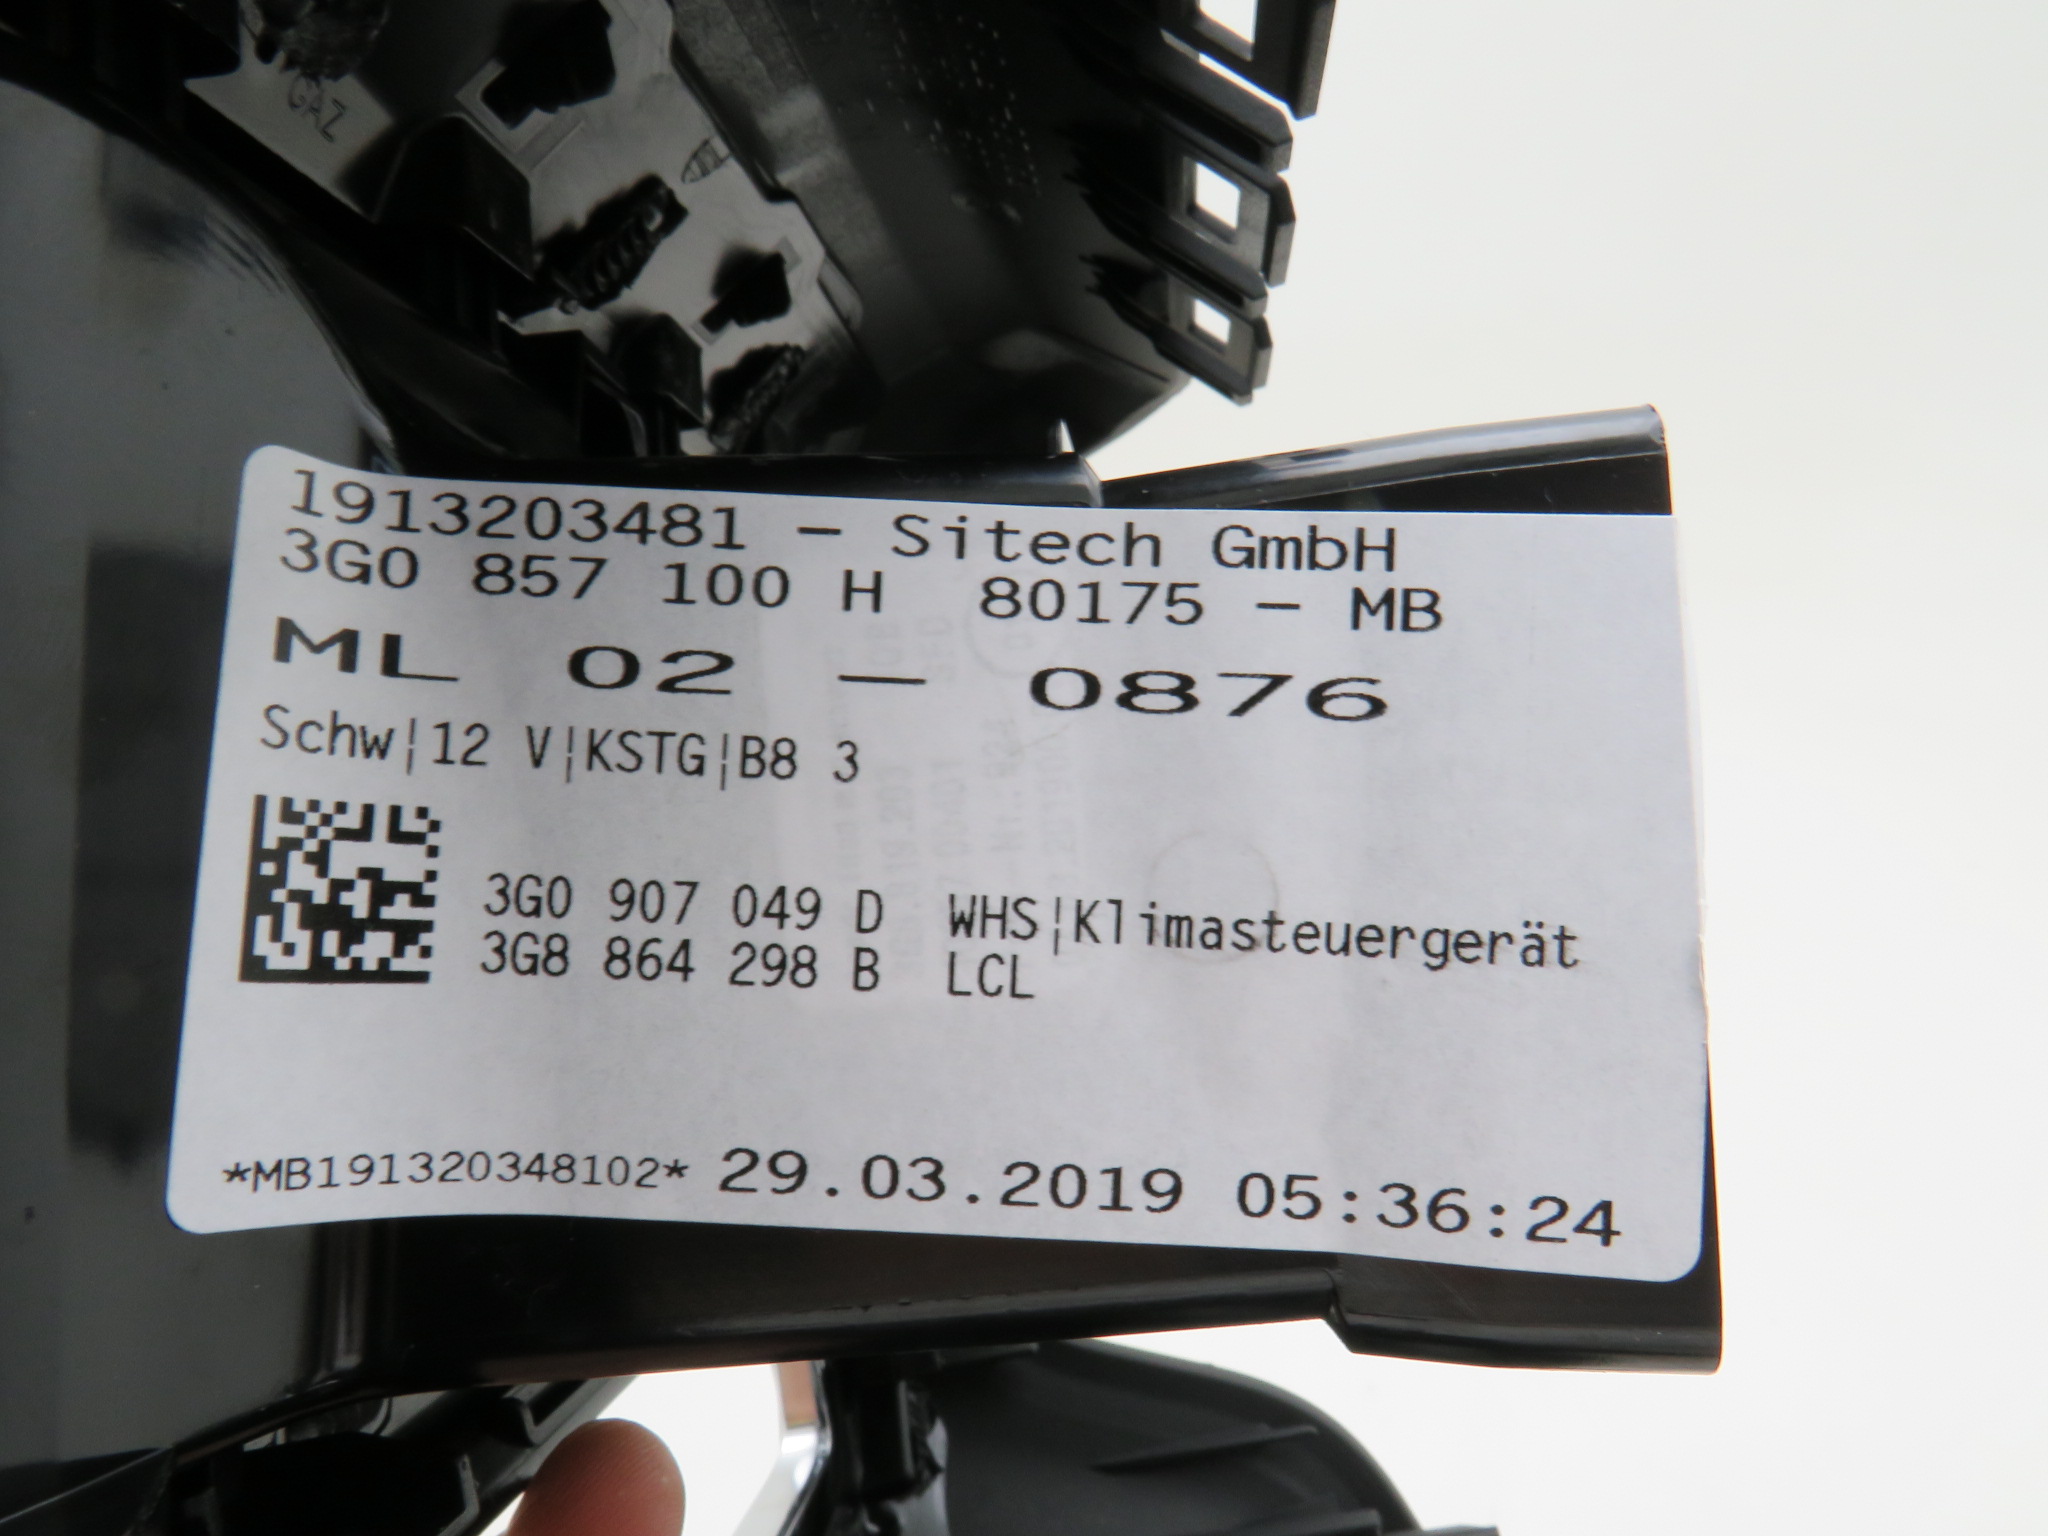 GAZ
1913203481 - Sitech GmbH
3G0 857 100 H 80175 - MB
ML 02 - 0876
Schw¦12 V¦KSTG¦B8 3
3G0 907 049 D WHS¦Klimasteuergerät
3G8 864 298 B LCL
*MB191320348102* 29.03.2019 05:36:24